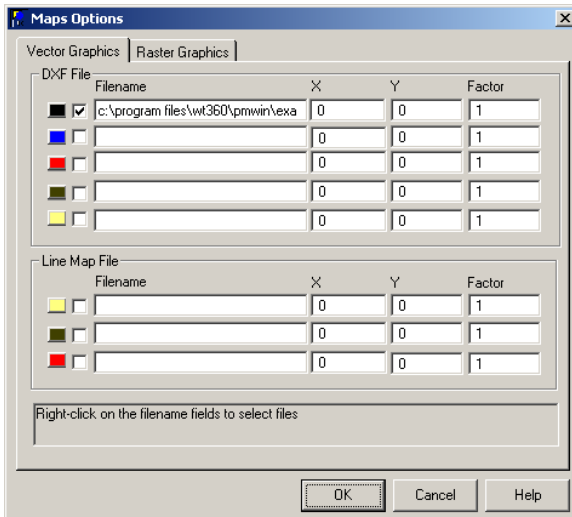 Maps Options
Vector Graphics Raster Graphics
DXF File
Filename X Y Factor
c:\program files\wt360\pmwin\exa 0 0 1
0 0 1
0 0 1
0 0 1
0 0 1
Line Map File
Filename X Y Factor
0 0 1
0 0 1
0 0 1
Right-click on the filename fields to select files
OK Cancel Help